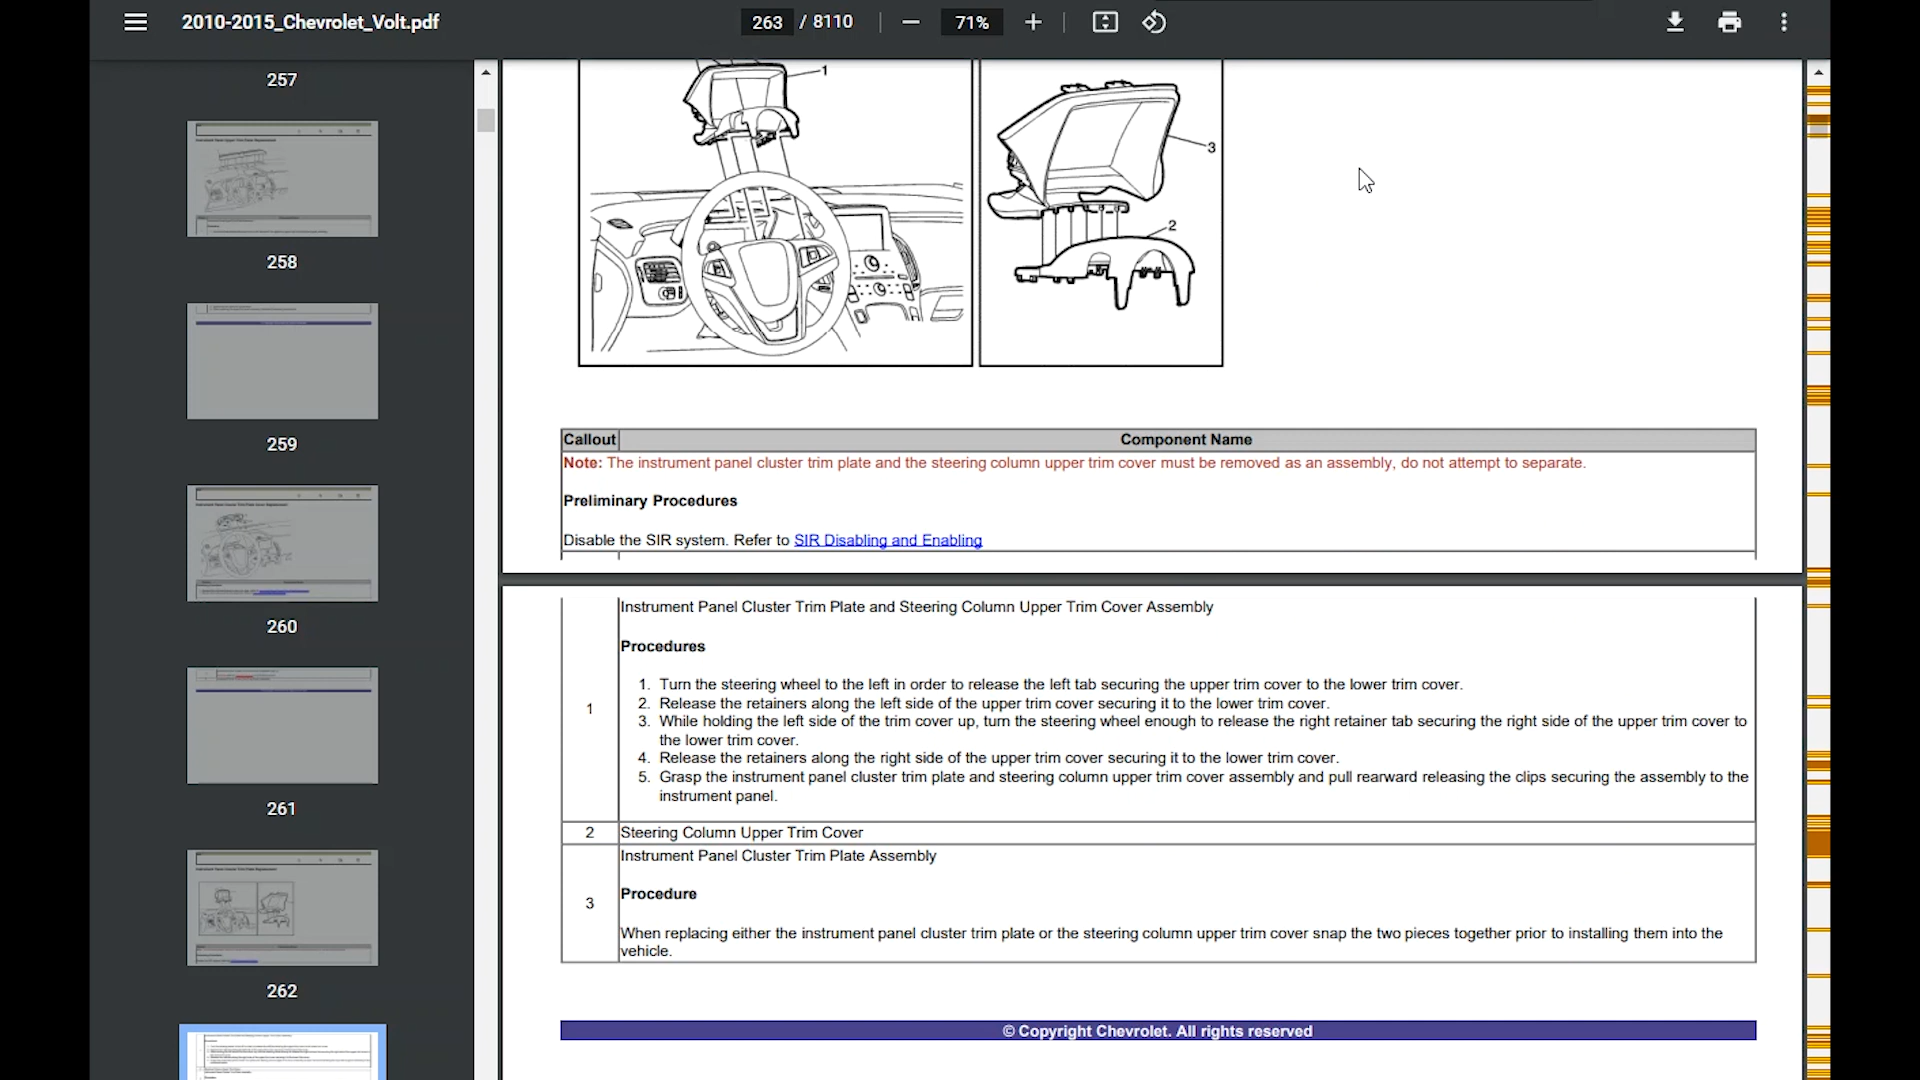 2010-2015_Chevrolet_Volt.pdf
263 / 8110
71%
257
258
259
260
261
262
1
3
2
Callout Component Name
Note: The instrument panel cluster trim plate and the steering column upper trim cover must be removed as an assembly, do not attempt to separate.
Preliminary Procedures
Disable the SIR system. Refer to SIR Disabling and Enabling
1
Instrument Panel Cluster Trim Plate and Steering Column Upper Trim Cover Assembly
Procedures
1. Turn the steering wheel to the left in order to release the left tab securing the upper trim cover to the lower trim cover.
2. Release the retainers along the left side of the upper trim cover securing it to the lower trim cover.
3. While holding the left side of the trim cover up, turn the steering wheel enough to release the right retainer tab securing the right side of the upper trim cover to
the lower trim cover.
4. Release the retainers along the right side of the upper trim cover securing it to the lower trim cover.
5. Grasp the instrument panel cluster trim plate and steering column upper trim cover assembly and pull rearward releasing the clips securing the assembly to the
instrument panel.
2 Steering Column Upper Trim Cover
3
Instrument Panel Cluster Trim Plate Assembly
Procedure
When replacing either the instrument panel cluster trim plate or the steering column upper trim cover snap the two pieces together prior to installing them into the
vehicle.
© Copyright Chevrolet. All rights reserved